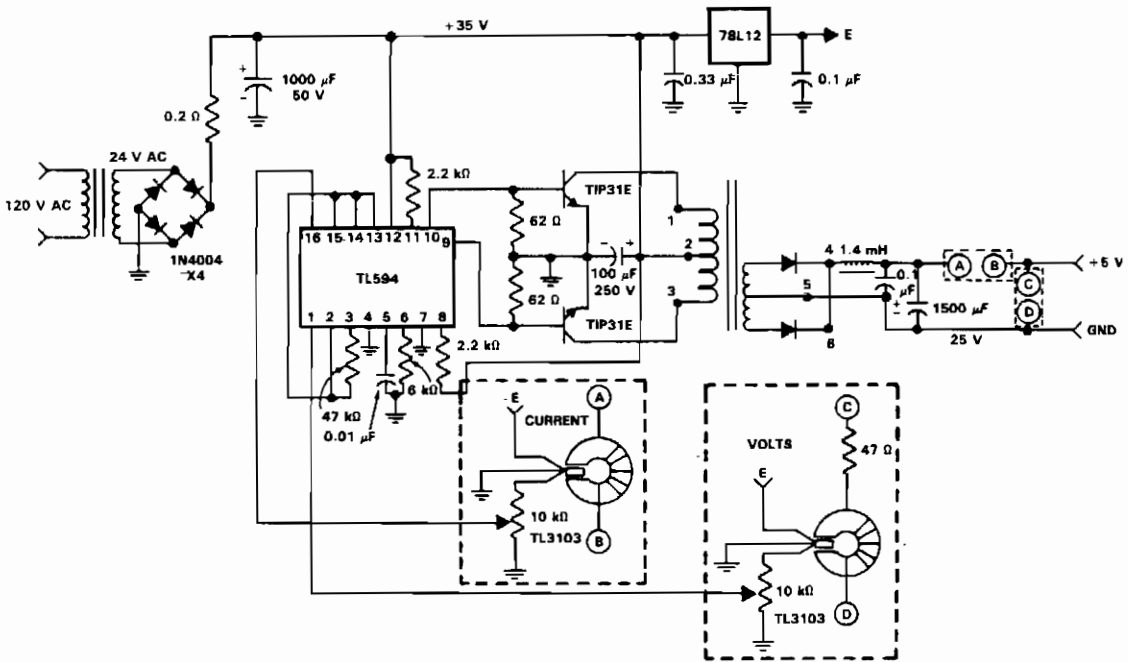 +35 V
78L12
E
+
-
1000 μF
50 V
0.33 μF
0.1 μF
0.2 Ω
24 V AC
120 V AC
1N4004
X4
2.2 kΩ
TIP31E
16 15 14 13 12 11 10 9
TL594
1 2 3 4 5 6 7 8
62 Ω
62 Ω
- +
100 μF
250 V
TIP31E
1
2
3
4 1.4 mH
5
6
0.1
μF
+
-
1500 μF
25 V
A B
C
D
+5 V
GND
2.2 kΩ
47 kΩ
6 kΩ
0.01 μF
E
CURRENT
A
10 kΩ
TL3103
B
VOLTS
C
47 Ω
E
10 kΩ
TL3103
D